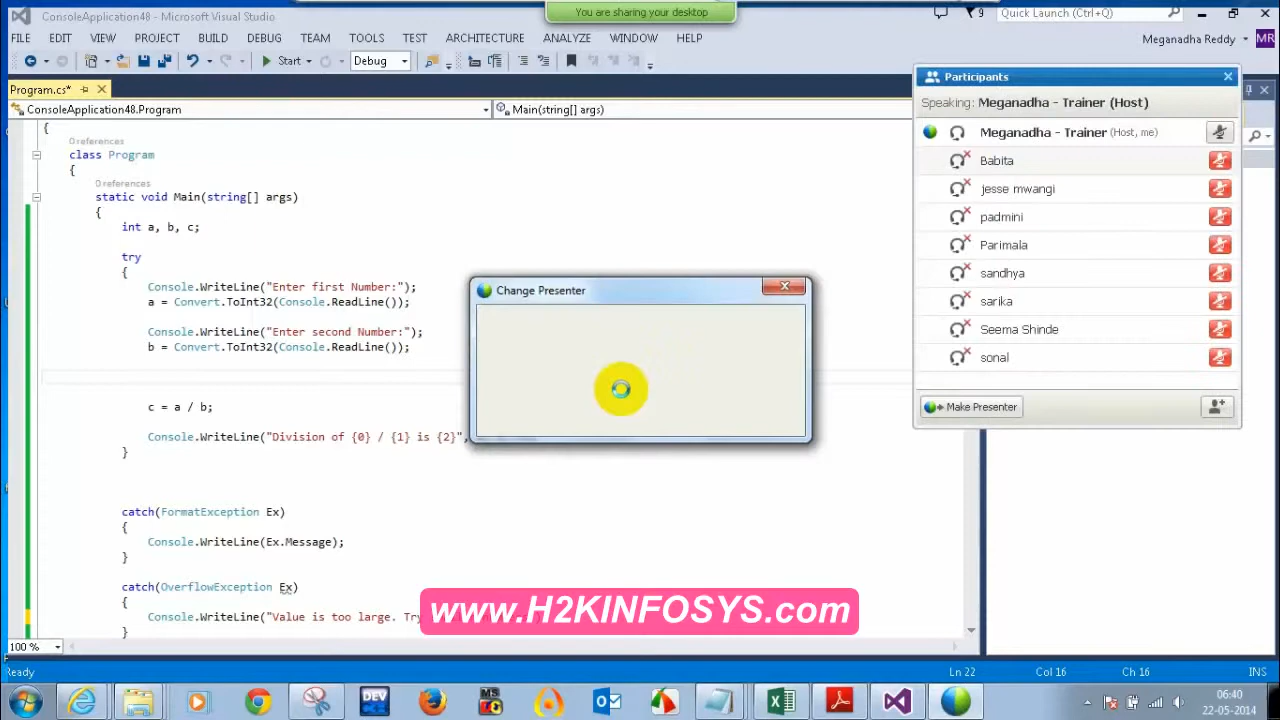 You are sharing your desktop
ConsoleApplication48 - Microsoft Visual Studio
9
Quick Launch (Ctrl+Q)
FILE EDIT VIEW PROJECT BUILD DEBUG TEAM TOOLS TEST ARCHITECTURE ANALYZE WINDOW HELP
Meganadha Reddy MR
Start Debug
Program.cs*
ConsoleApplication48.Program
Main(string[] args)
{
0 references
class Program
{
0 references
static void Main(string[] args)
{
int a, b, c;
try
{
Console.WriteLine("Enter first Number:");
a = Convert.ToInt32(Console.ReadLine());
Console.WriteLine("Enter second Number:");
b = Convert.ToInt32(Console.ReadLine());
c = a / b;
Console.WriteLine("Division of {0} / {1} is {2}",
}
catch(FormatException Ex)
{
Console.WriteLine(Ex.Message);
}
catch(OverflowException Ex)
{
Console.WriteLine("Value is too large. Try
}
Change Presenter
Participants
Speaking: Meganadha - Trainer (Host)
Meganadha - Trainer (Host, me)
Babita
jesse mwangi
padmini
Parimala
sandhya
sarika
Seema Shinde
sonal
Make Presenter
www.H2KINFOSYS.com
100 %
Ready
Ln 22 Col 16 Ch 16 INS
DEV
MS
06:40
22-05-2014